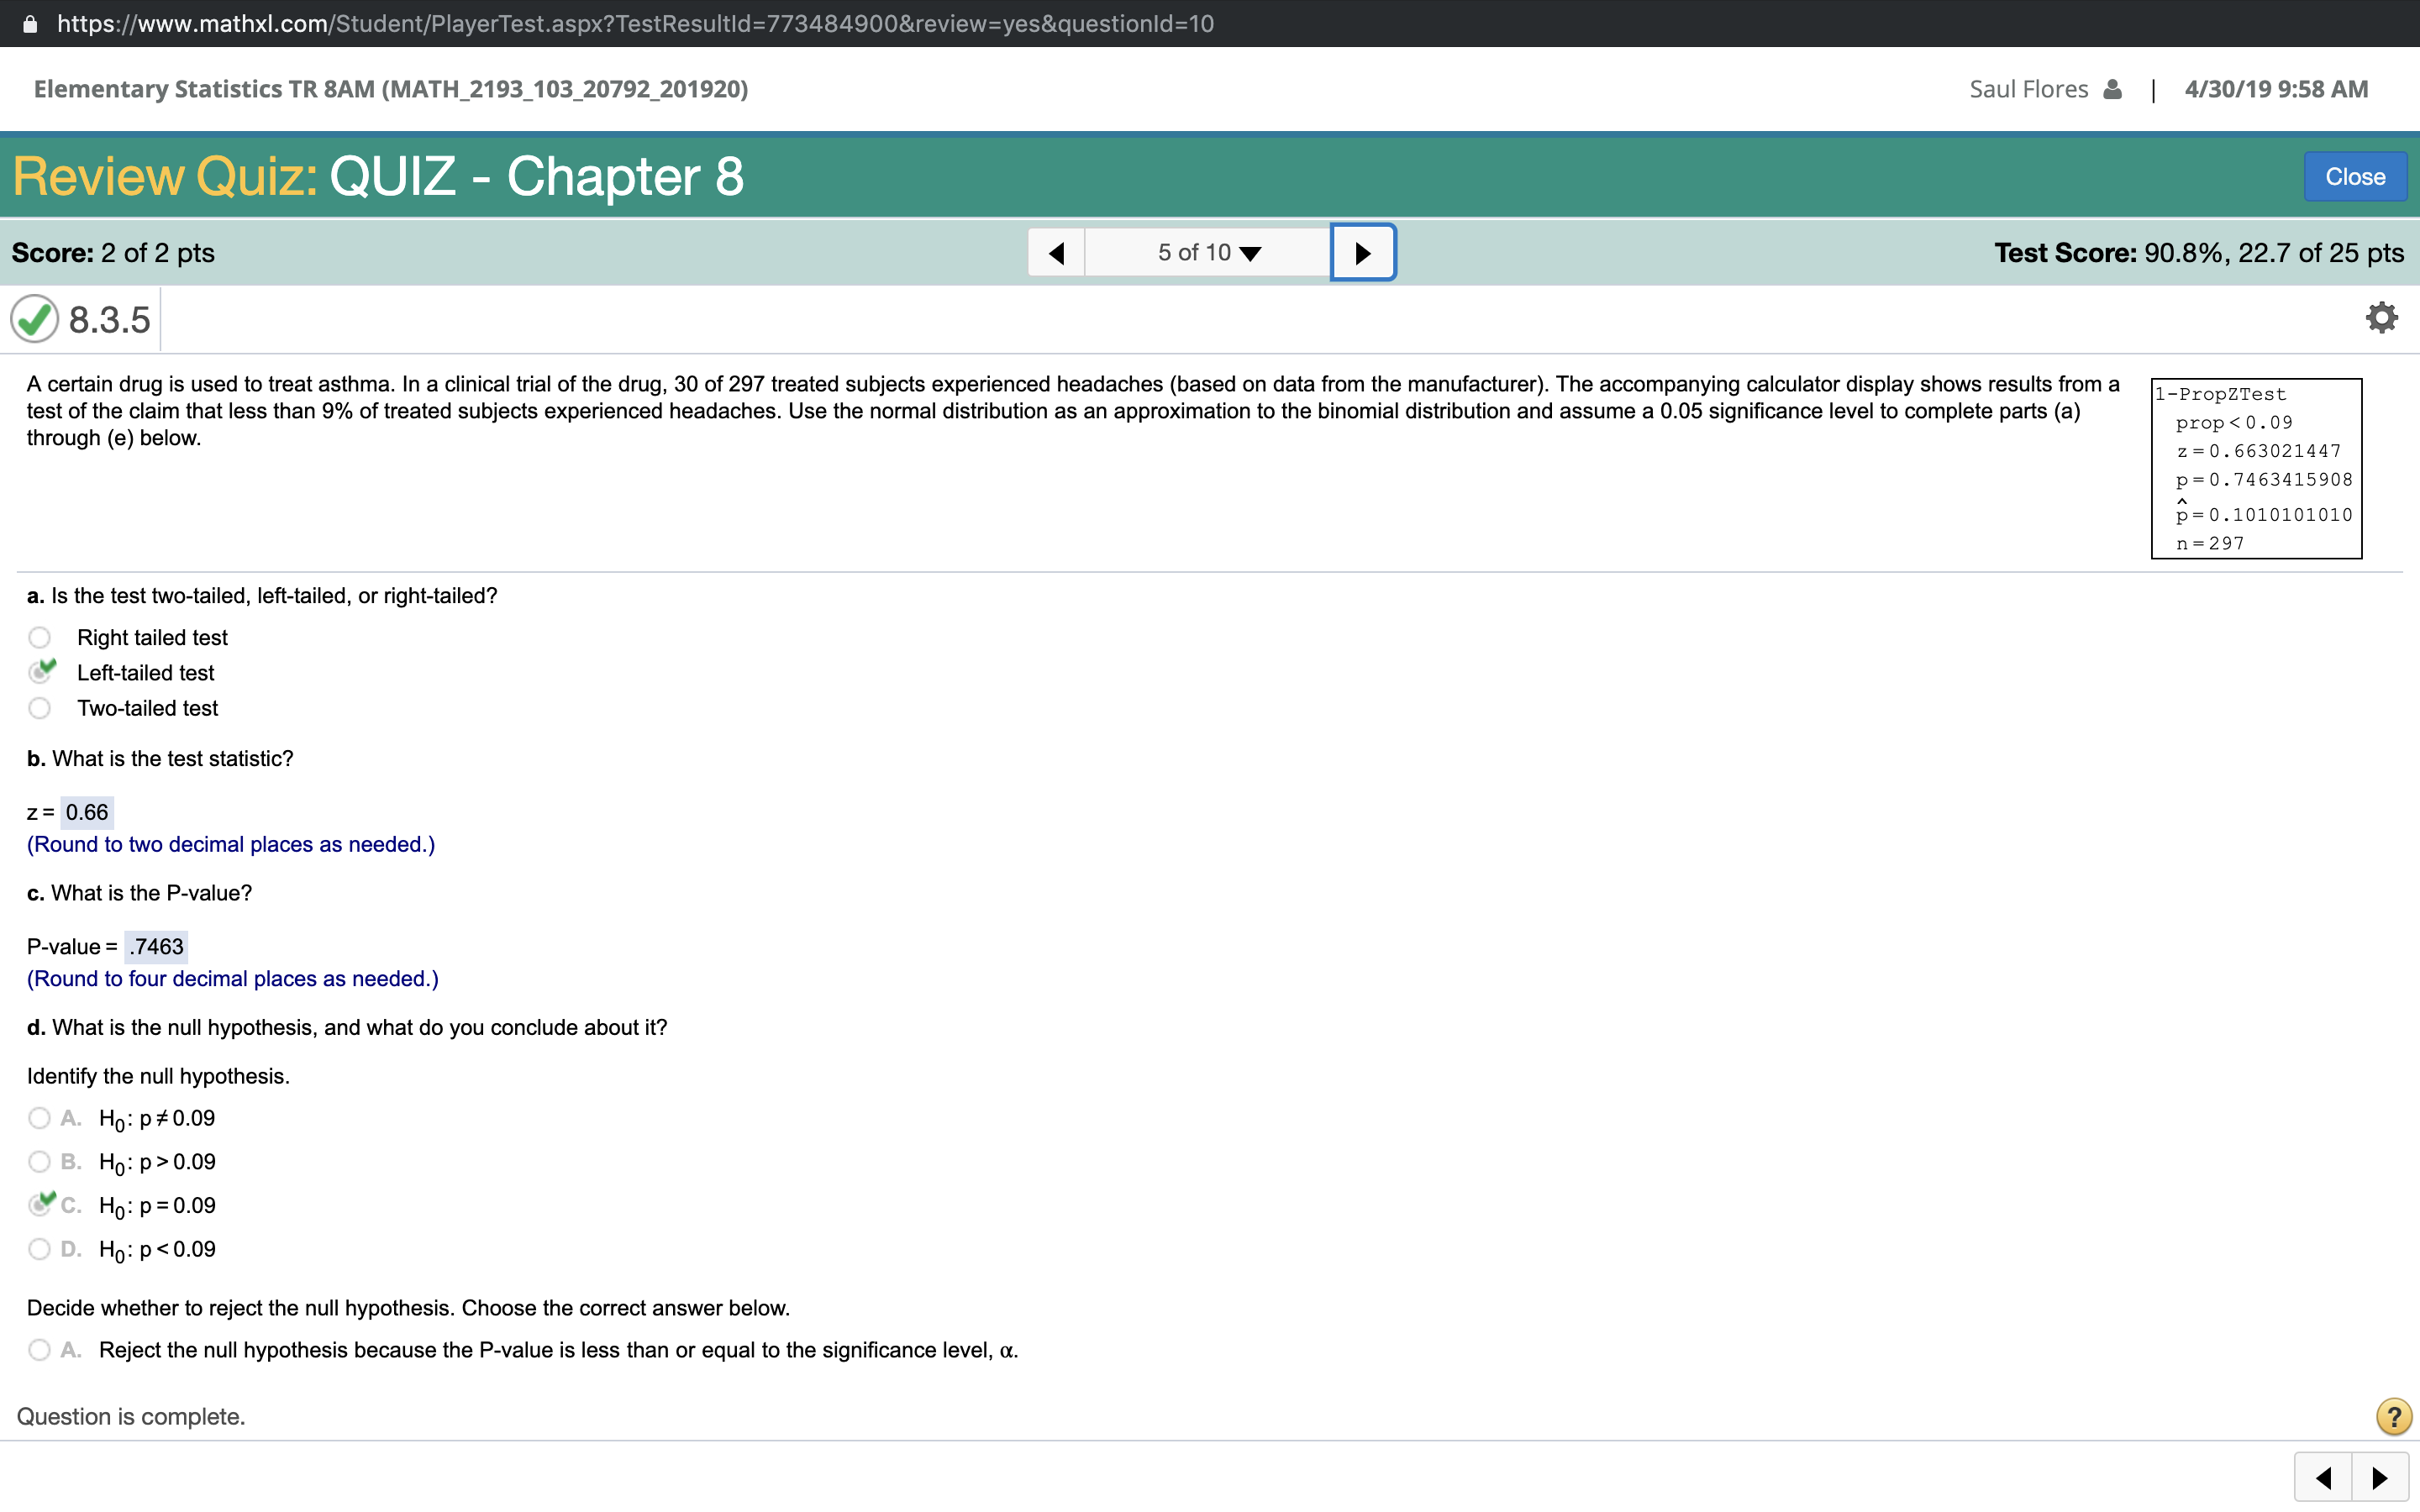 https://www.mathxl.com/Student/PlayerTest.aspx?TestResultId=773484900&review=yes&questionId=10
Elementary Statistics TR 8AM (MATH_2193_103_20792_201920)
Saul Flores | 4/30/19 9:58 AM
Review Quiz: QUIZ - Chapter 8
Close
Score: 2 of 2 pts
5 of 10
Test Score: 90.8%, 22.7 of 25 pts
8.3.5
A certain drug is used to treat asthma. In a clinical trial of the drug, 30 of 297 treated subjects experienced headaches (based on data from the manufacturer). The accompanying calculator display shows results from a
test of the claim that less than 9% of treated subjects experienced headaches. Use the normal distribution as an approximation to the binomial distribution and assume a 0.05 significance level to complete parts (a)
through (e) below.
1-PropZTest
prop<0.09
z=0.663021447
p=0.7463415908
p̂=0.1010101010
n=297
a. Is the test two-tailed, left-tailed, or right-tailed?
Right tailed test
Left-tailed test
Two-tailed test
b. What is the test statistic?
z = 0.66
(Round to two decimal places as needed.)
c. What is the P-value?
P-value = .7463
(Round to four decimal places as needed.)
d. What is the null hypothesis, and what do you conclude about it?
Identify the null hypothesis.
A. H₀: p≠0.09
B. H₀: p>0.09
C. H₀: p=0.09
D. H₀: p<0.09
Decide whether to reject the null hypothesis. Choose the correct answer below.
A. Reject the null hypothesis because the P-value is less than or equal to the significance level, α.
Question is complete.
?